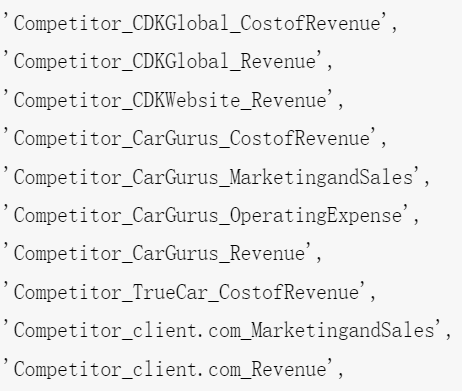 'Competitor_CDKGlobal_CostofRevenue',
'Competitor_CDKGlobal_Revenue',
'Competitor_CDKWebsite_Revenue',
'Competitor_CarGurus_CostofRevenue',
'Competitor_CarGurus_MarketingandSales',
'Competitor_CarGurus_OperatingExpense',
'Competitor_CarGurus_Revenue',
'Competitor_TrueCar_CostofRevenue',
'Competitor_client.com_MarketingandSales',
'Competitor_client.com_Revenue',